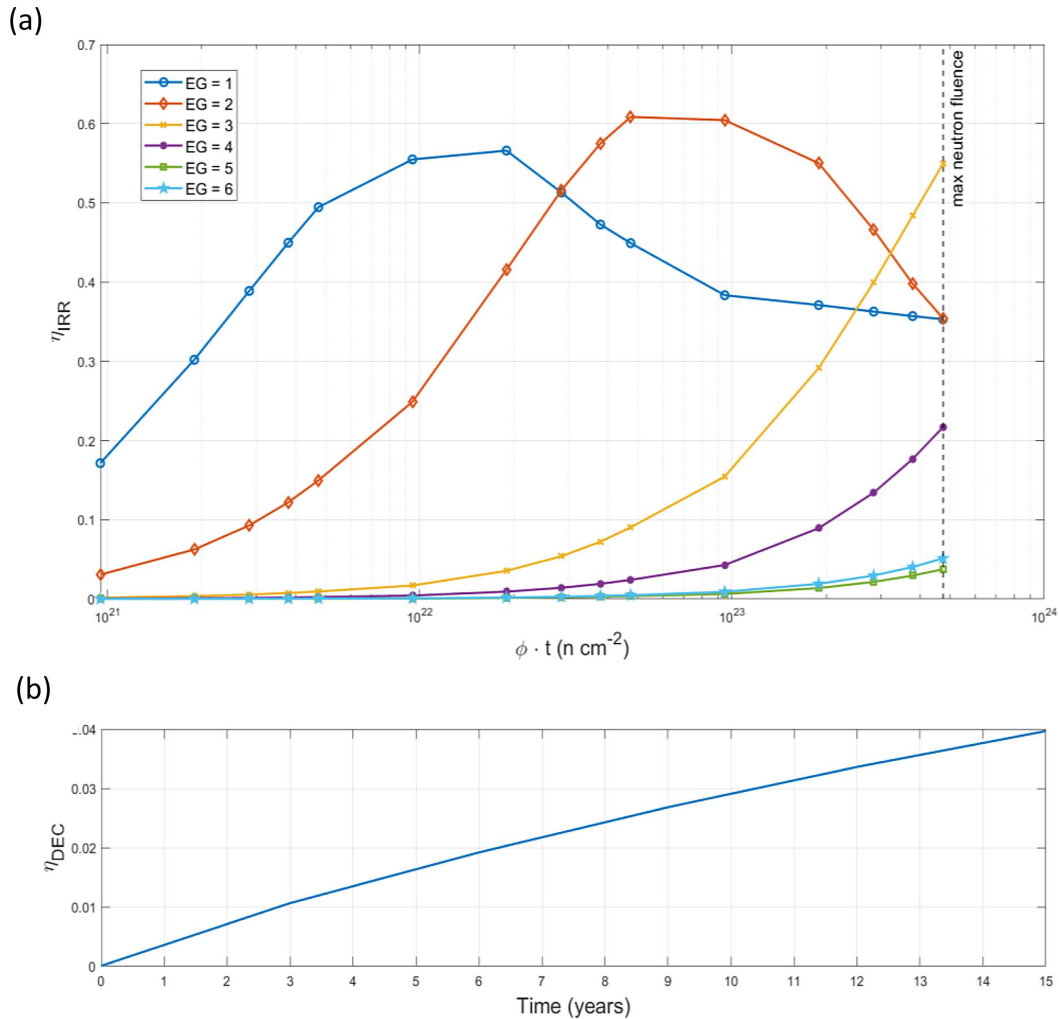 (a)
0.7
0.6
0.5
0.4
0.3
0.2
0.1
0
η_IRR
EG = 1
EG = 2
EG = 3
EG = 4
EG = 5
EG = 6
max neutron fluence
10^21
10^22
10^23
10^24
ϕ · t (n cm^-2)
(b)
.04
0.03
0.02
0.01
0
η_DEC
0 1 2 3 4 5 6 7 8 9 10 11 12 13 14 15
Time (years)